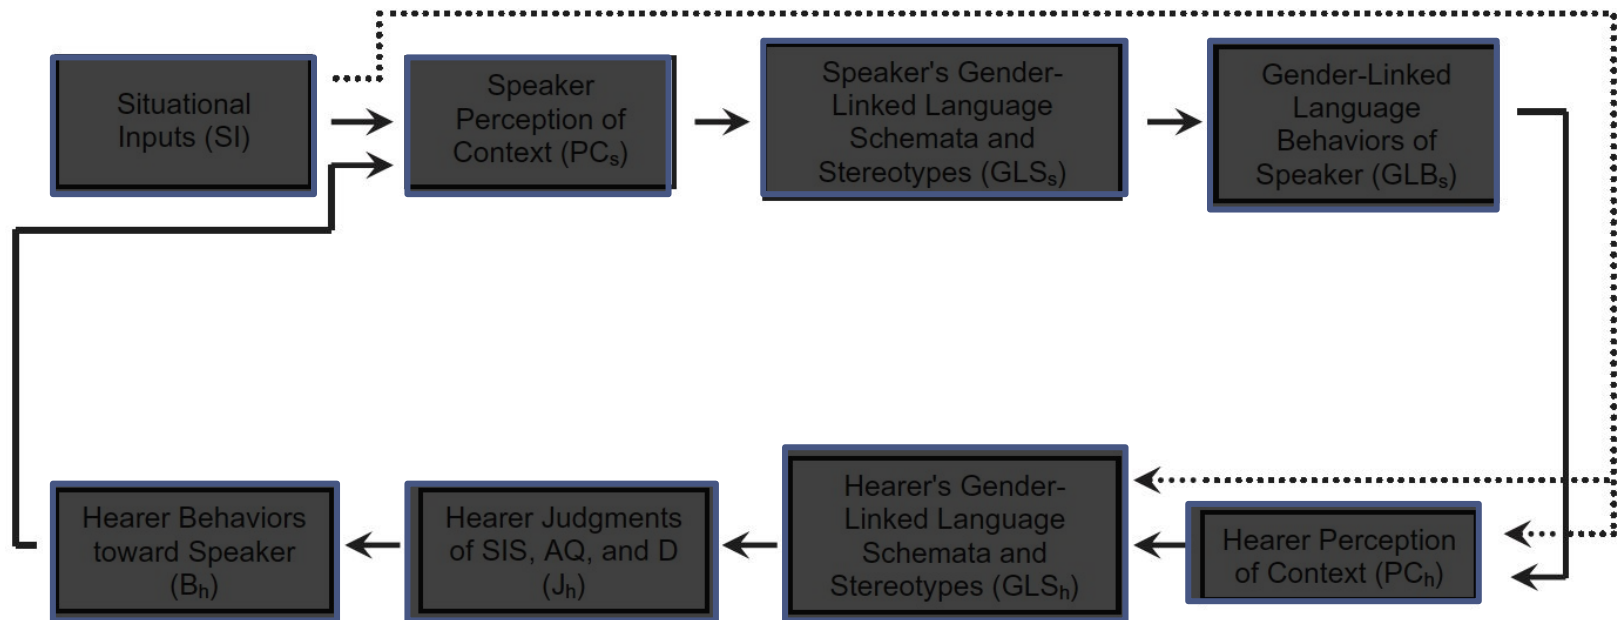 Situational
Inputs (SI)
Speaker
Perception of
Context (PCs)
Speaker's Gender-
Linked Language
Schemata and
Stereotypes (GLSs)
Gender-Linked
Language
Behaviors of
Speaker (GLBs)
Hearer Behaviors
toward Speaker
(Bh)
Hearer Judgments
of SIS, AQ, and D
(Jh)
Hearer's Gender-
Linked Language
Schemata and
Stereotypes (GLSh)
Hearer Perception
of Context (PCh)